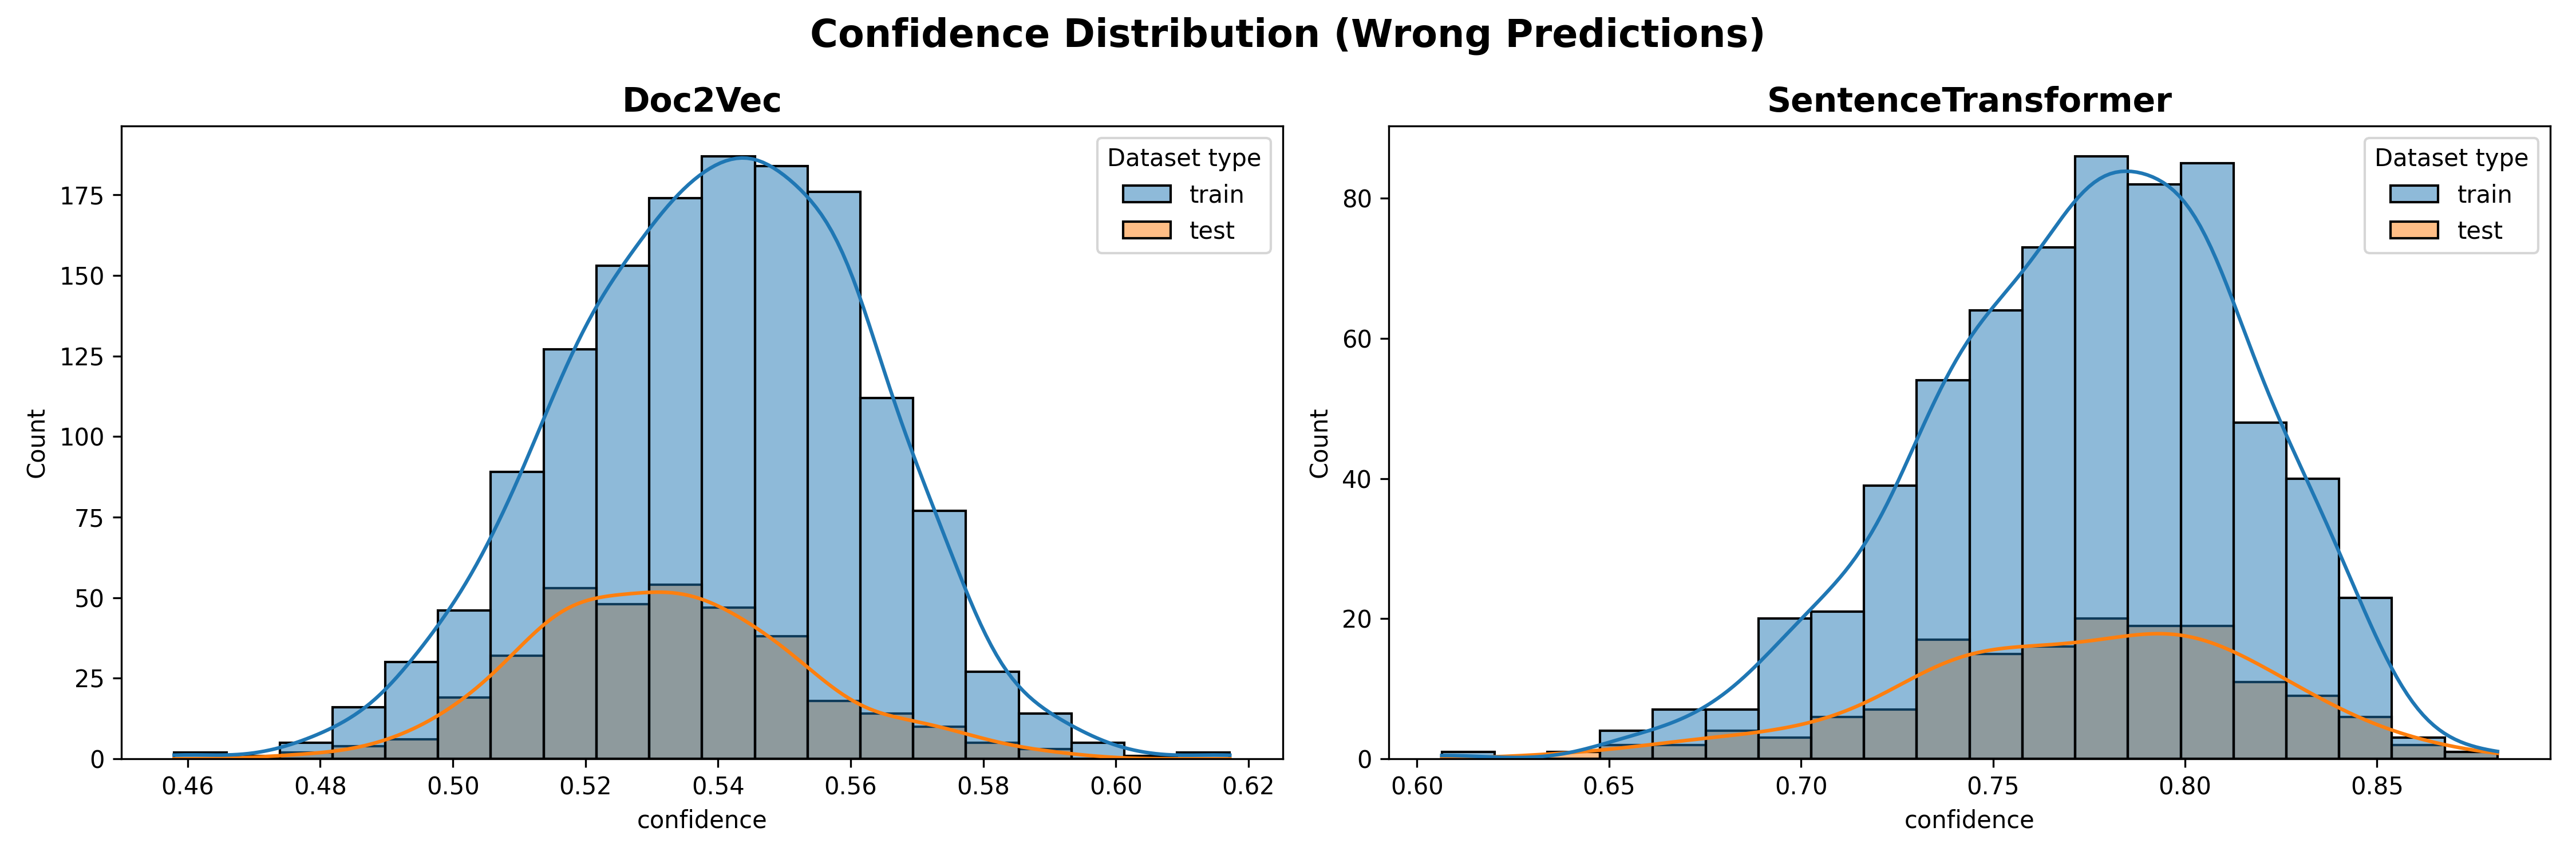 Confidence Distribution (Wrong Predictions)
Doc2Vec
Dataset type
train
test
Count
175
150
125
100
75
50
25
0
0.46 0.48 0.50 0.52 0.54 0.56 0.58 0.60 0.62
confidence
SentenceTransformer
Dataset type
train
test
Count
80
60
40
20
0
0.60 0.65 0.70 0.75 0.80 0.85
confidence